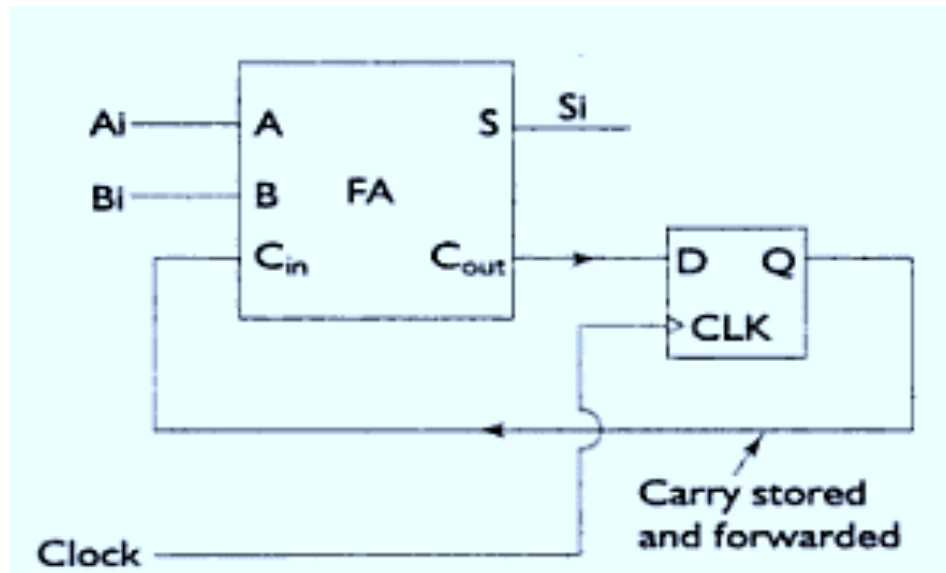 Ai
A
S
Si
Bi
B
FA
Cin
Cout
D
Q
CLK
Carry stored
and forwarded
Clock